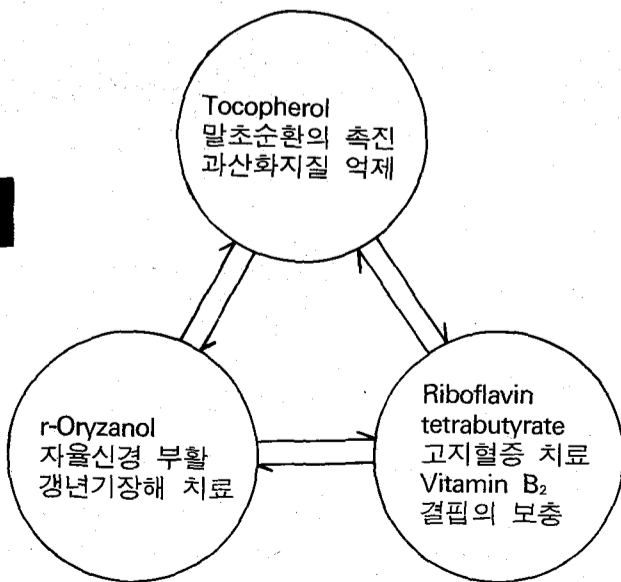 Tocopherol
말초순환의 촉진
과산화지질 억제
r-Oryzanol
자율신경 부활
갱년기장해 치료
Riboflavin
tetrabutyrate
고지혈증 치료
Vitamin B₂
결핍의 보충